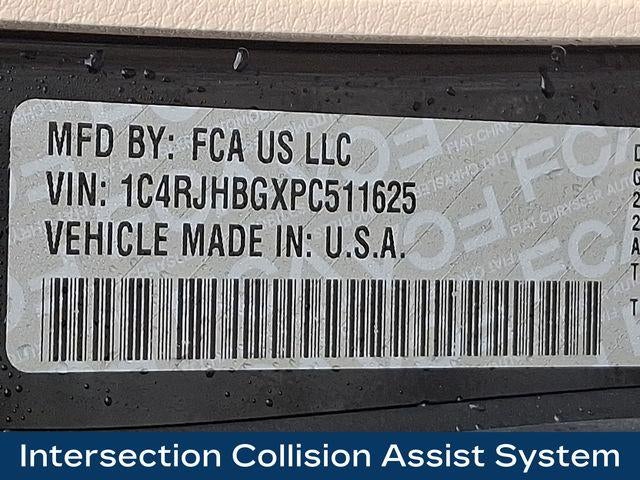 MFD BY: FCA US LLC
VIN: 1C4RJHBGXPC511625
VEHICLE MADE IN: U.S.A.
Intersection Collision Assist System